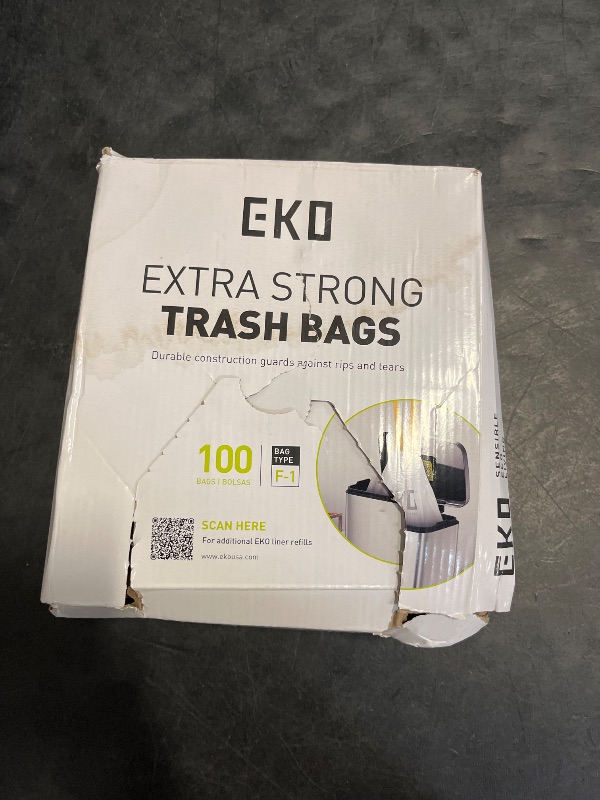 EKO
EXTRA STRONG
TRASH BAGS
Durable construction guards against rips and tears
100
BAGS | BOLSAS
BAG
TYPE
F-1
SCAN HERE
For additional EKO liner refills
www.ekousa.com
EKO
SENSIBLE